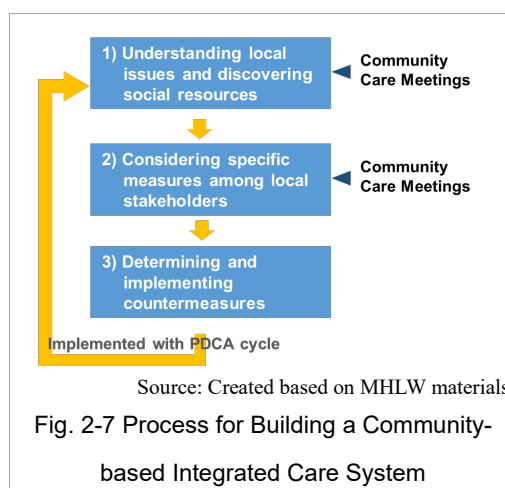 1) Understanding local
issues and discovering
social resources
Community
Care Meetings
2) Considering specific
measures among local
stakeholders
Community
Care Meetings
3) Determining and
implementing
countermeasures
Implemented with PDCA cycle
Source: Created based on MHLW materials
Fig. 2-7 Process for Building a Community-
based Integrated Care System